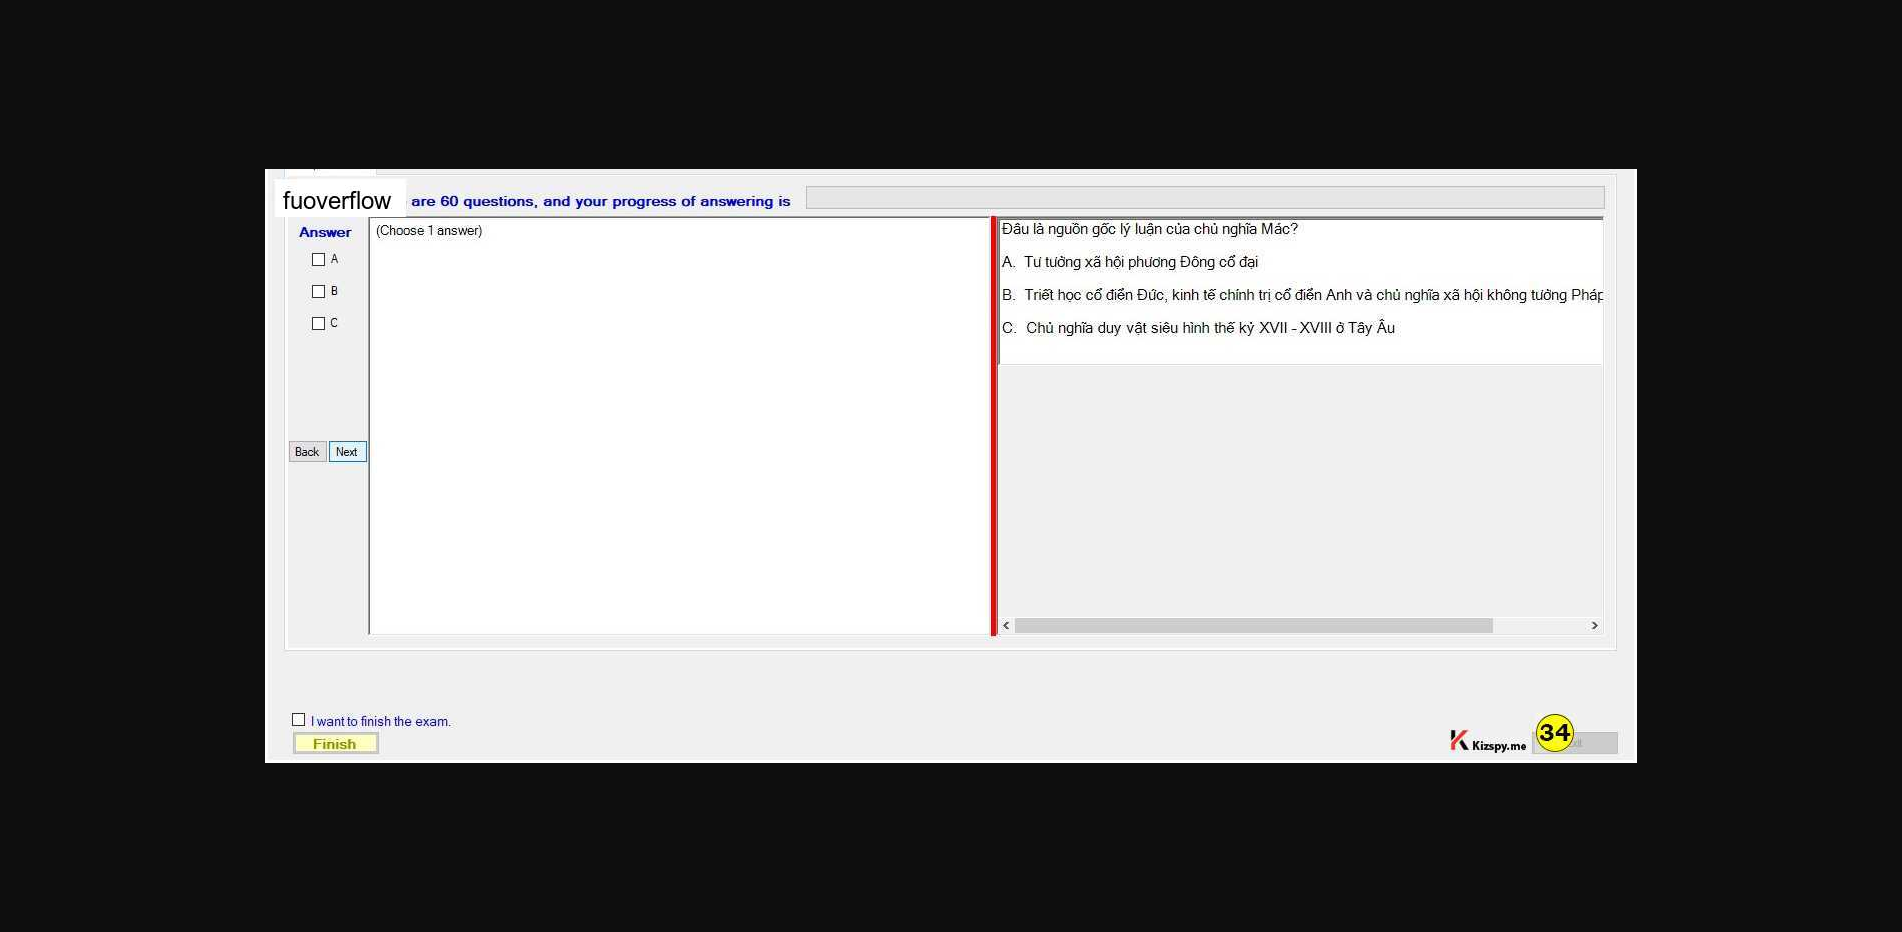 fuoverflow are 60 questions, and your progress of answering is
Answer
A
B
C
Back Next
(Choose 1 answer)
Đâu là nguồn gốc lý luận của chủ nghĩa Mác?
A. Tư tưởng xã hội phương Đông cổ đại
B. Triết học cổ điển Đức, kinh tế chính trị cổ điển Anh và chủ nghĩa xã hội không tưởng Pháp
C. Chủ nghĩa duy vật siêu hình thế kỷ XVII - XVIII ở Tây Âu
I want to finish the exam.
Finish
Kizspy.me
34